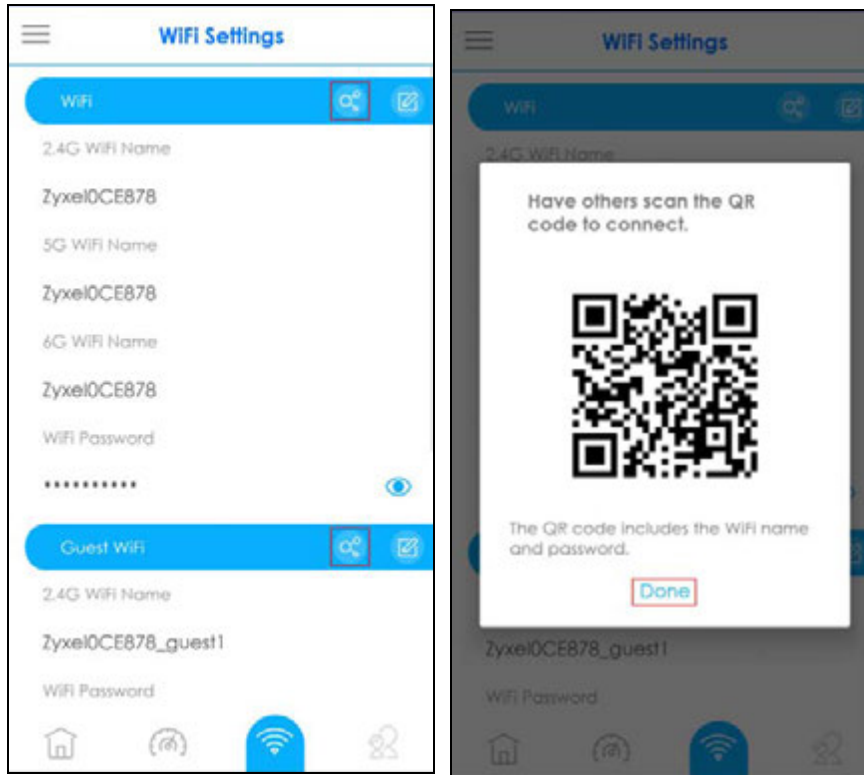 WiFi Settings
WiFi
2.4G WiFi Name
Zyxel0CE878
5G WiFi Name
Zyxel0CE878
6G WiFi Name
Zyxel0CE878
WiFi Password
••••••••••
Guest WiFi
2.4G WiFi Name
Zyxel0CE878_guest1
WiFi Password
WiFi Settings
WiFi
2.4G WiFi Name
Have others scan the QR
code to connect.
The QR code includes the WiFi name
and password.
Done
Zyxel0CE878_guest1
WiFi Password